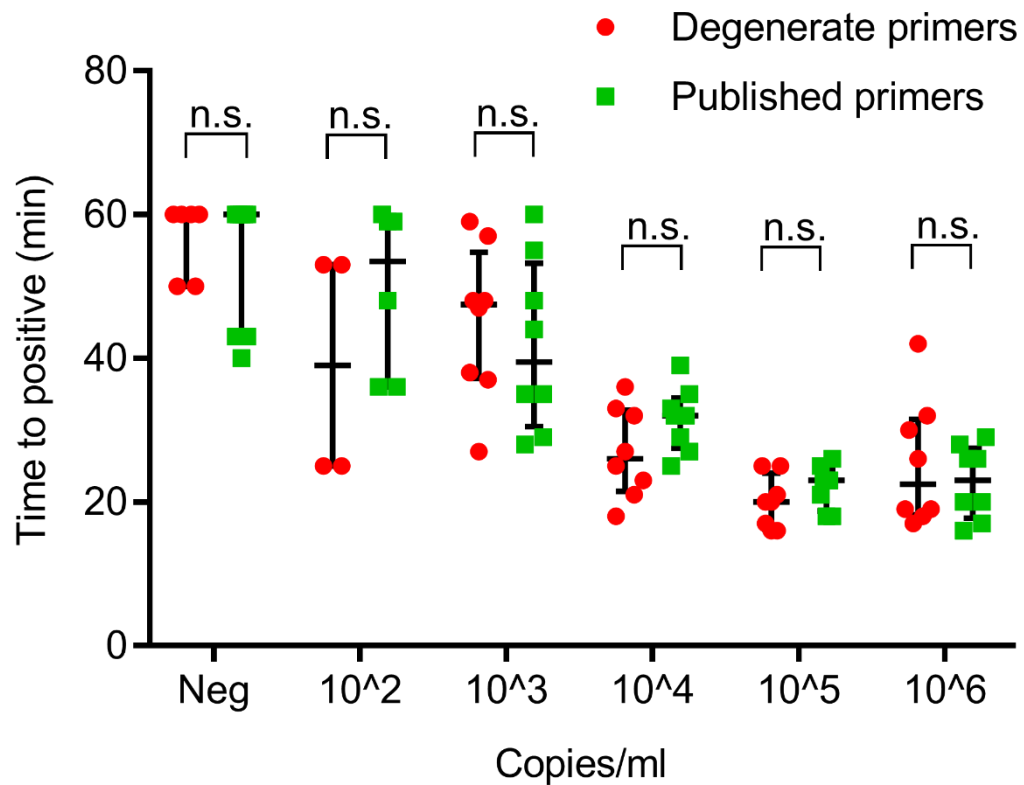 Degenerate primers
Published primers
80
60
40
20
0
Time to positive (min)
n.s.
n.s.
n.s.
n.s.
n.s.
n.s.
Neg
10^2
10^3
10^4
10^5
10^6
Copies/ml